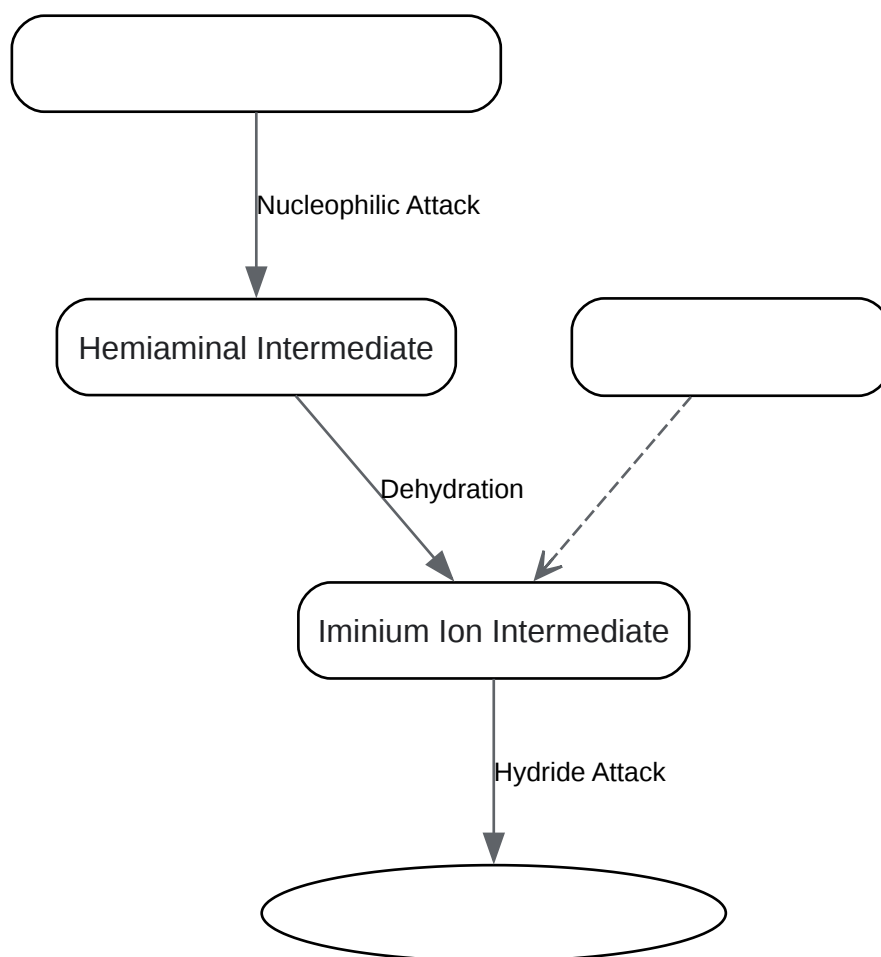 Nucleophilic Attack
Hemiaminal Intermediate
Dehydration
Iminium Ion Intermediate
Hydride Attack